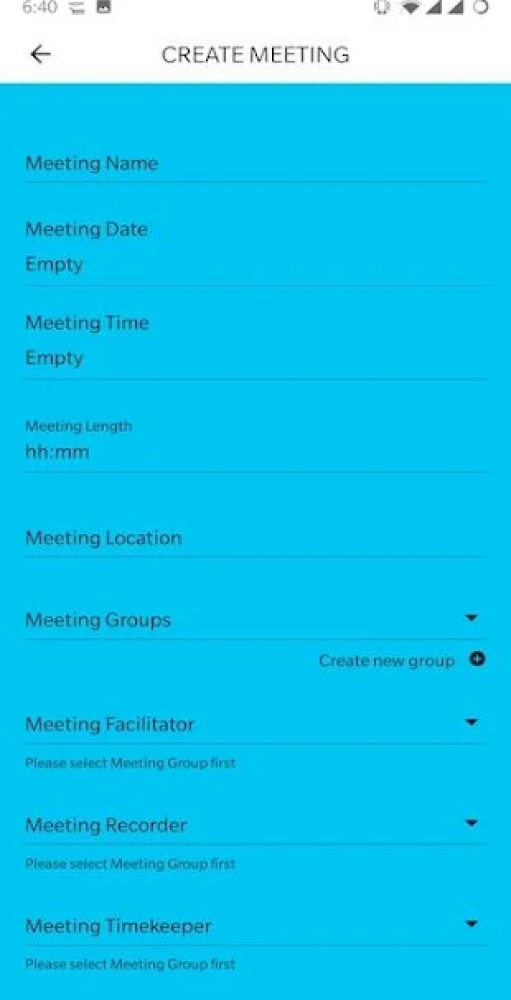 6:40
CREATE MEETING
Meeting Name
Meeting Date
Empty
Meeting Time
Empty
Meeting Length
hh:mm
Meeting Location
Meeting Groups
Create new group
Meeting Facilitator
Please select Meeting Group first
Meeting Recorder
Please select Meeting Group first
Meeting Timekeeper
Please select Meeting Group first